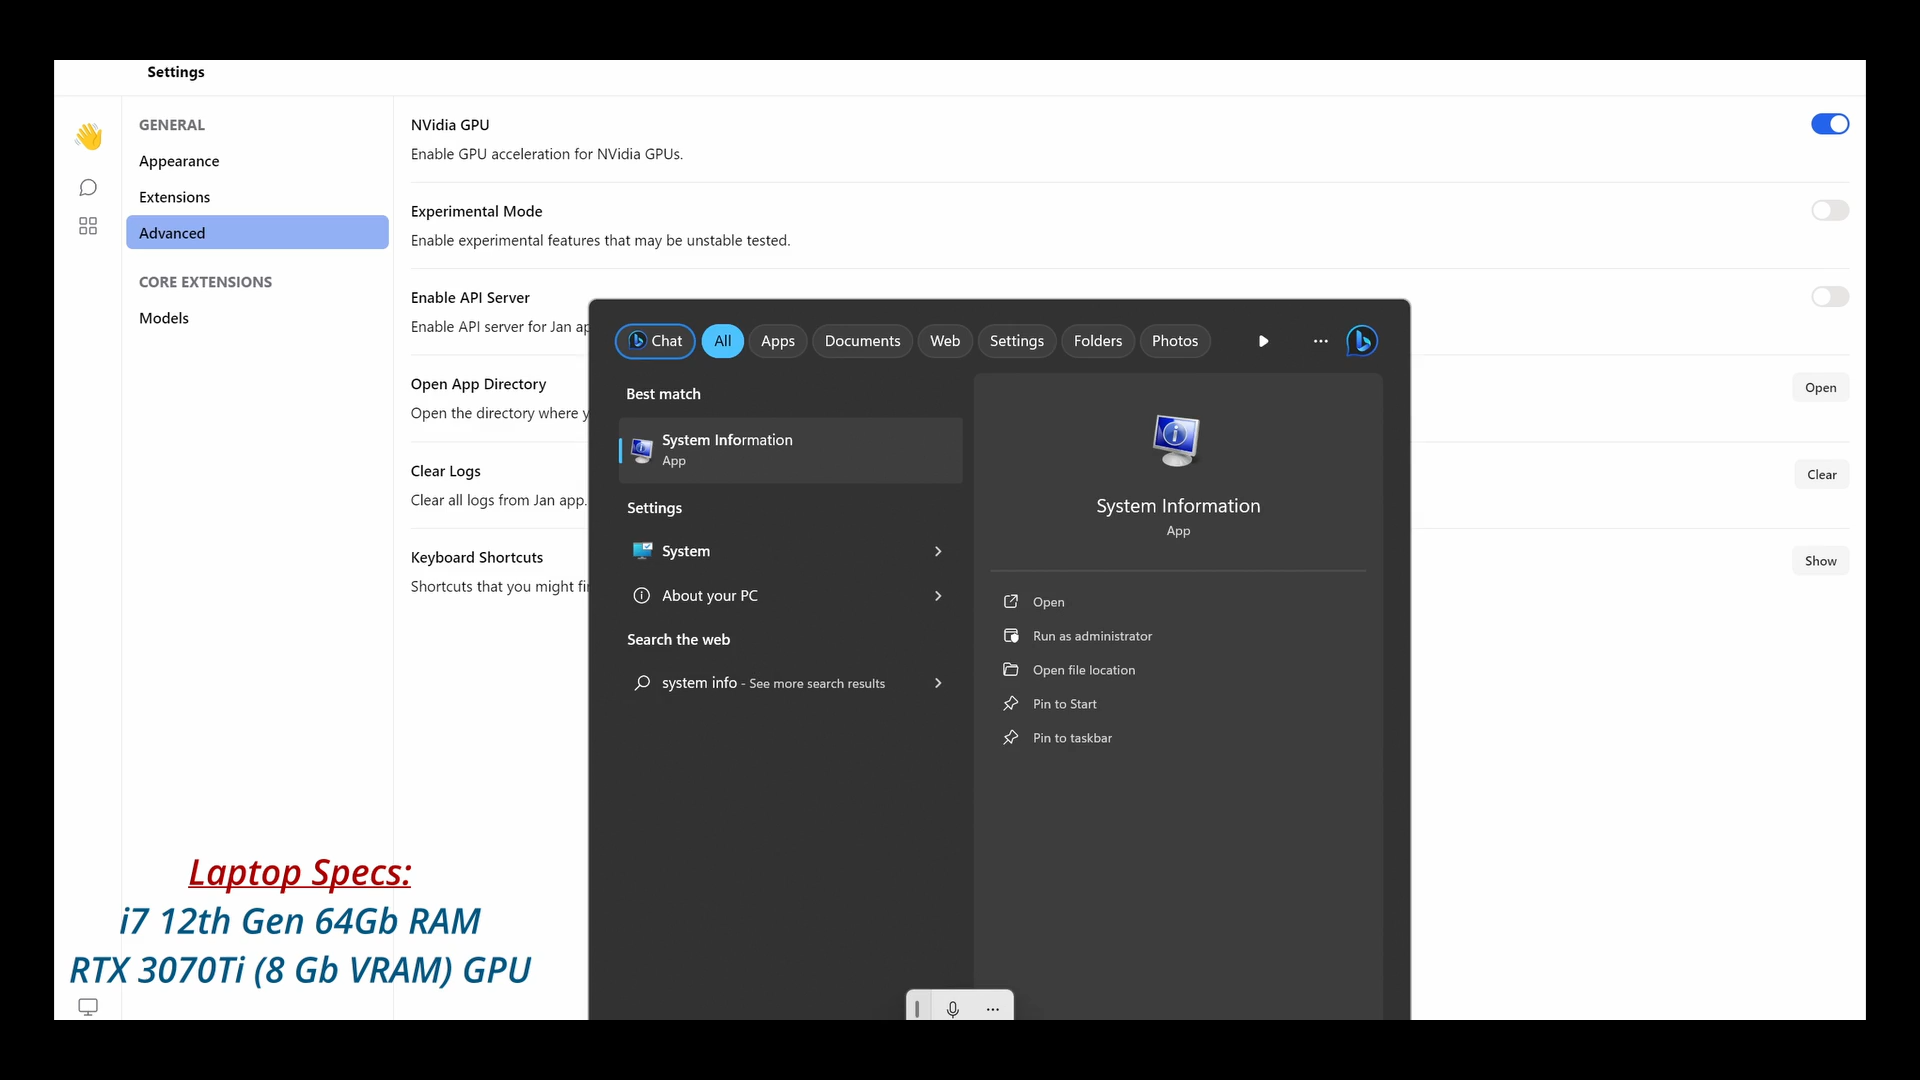 Settings
GENERAL
Appearance
Extensions
Advanced
CORE EXTENSIONS
Models
NVidia GPU
Enable GPU acceleration for NVidia GPUs.
Experimental Mode
Enable experimental features that may be unstable tested.
Enable API Server
Enable API server for Jan ap
Open App Directory
Open the directory where y
Open
Clear Logs
Clear all logs from Jan app.
Clear
Keyboard Shortcuts
Shortcuts that you might fin
Show
Chat
All
Apps
Documents
Web
Settings
Folders
Photos
Best match
System Information
App
Settings
System
About your PC
Search the web
system info - See more search results
System Information
App
Open
Run as administrator
Open file location
Pin to Start
Pin to taskbar
Laptop Specs:
i7 12th Gen 64Gb RAM
RTX 3070Ti (8 Gb VRAM) GPU